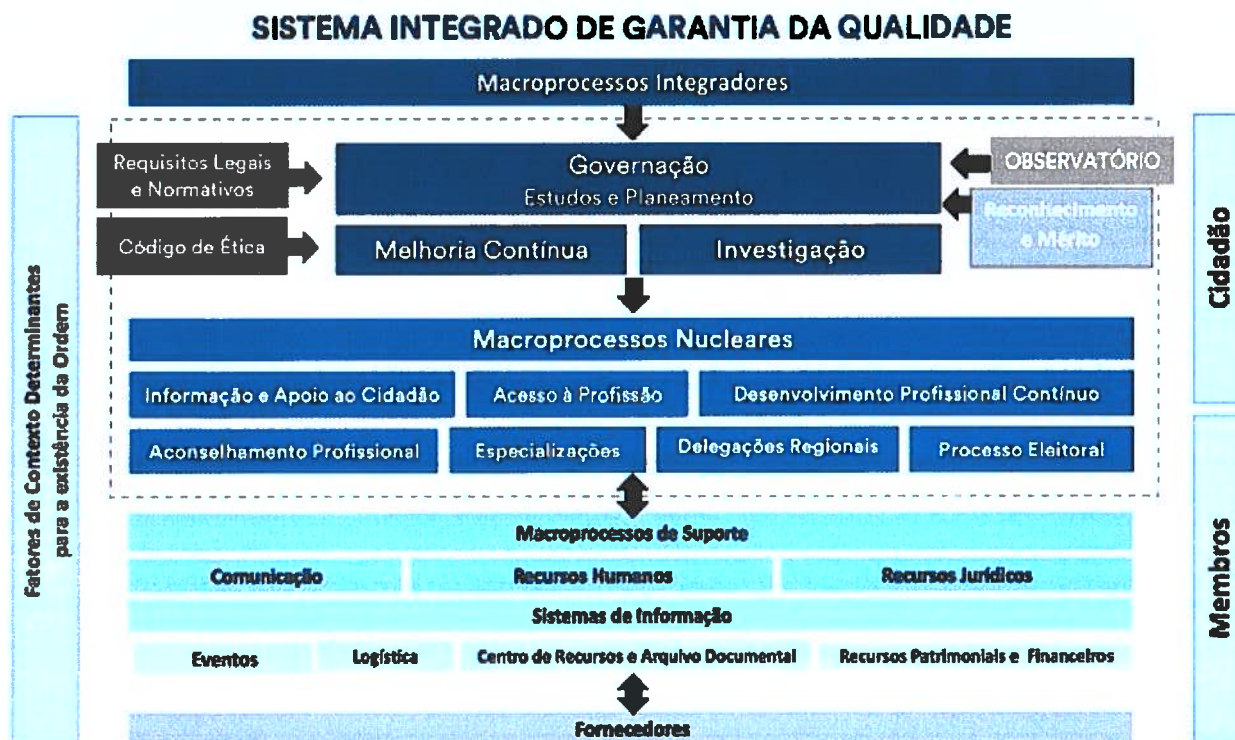 SISTEMA INTEGRADO DE GARANTIA DA QUALIDADE
Macroprocessos Integradores
Fatores de Contexto Determinantes
para a existência da Ordem
Requisitos Legais
e Normativos
Código de Ética
Governação
Estudos e Planeamento
OBSERVATÓRIO
Reconhecimento
e Mérito
Melhoria Contínua
Investigação
Macroprocessos Nucleares
Informação e Apoio ao Cidadão
Acesso à Profissão
Desenvolvimento Profissional Contínuo
Aconselhamento Profissional
Especializações
Delegações Regionais
Processo Eleitoral
Macroprocessos de Suporte
Comunicação
Recursos Humanos
Recursos Jurídicos
Sistemas de Informação
Eventos
Logística
Centro de Recursos e Arquivo Documental
Recursos Patrimoniais e Financeiros
Fornecedores
Cidadão
Membros